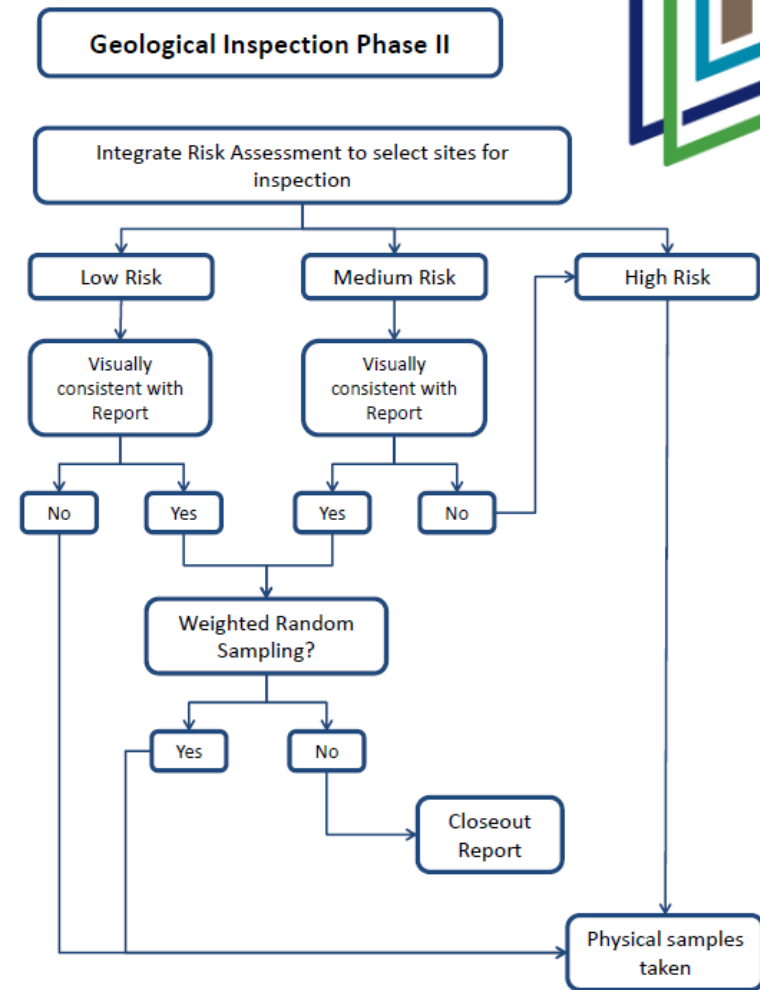 Geological Inspection Phase II
Integrate Risk Assessment to select sites for
inspection
Low Risk
Medium Risk
High Risk
Visually
consistent with
Report
Visually
consistent with
Report
No
Yes
Yes
No
Weighted Random
Sampling?
Yes
No
Closeout
Report
Physical samples
taken